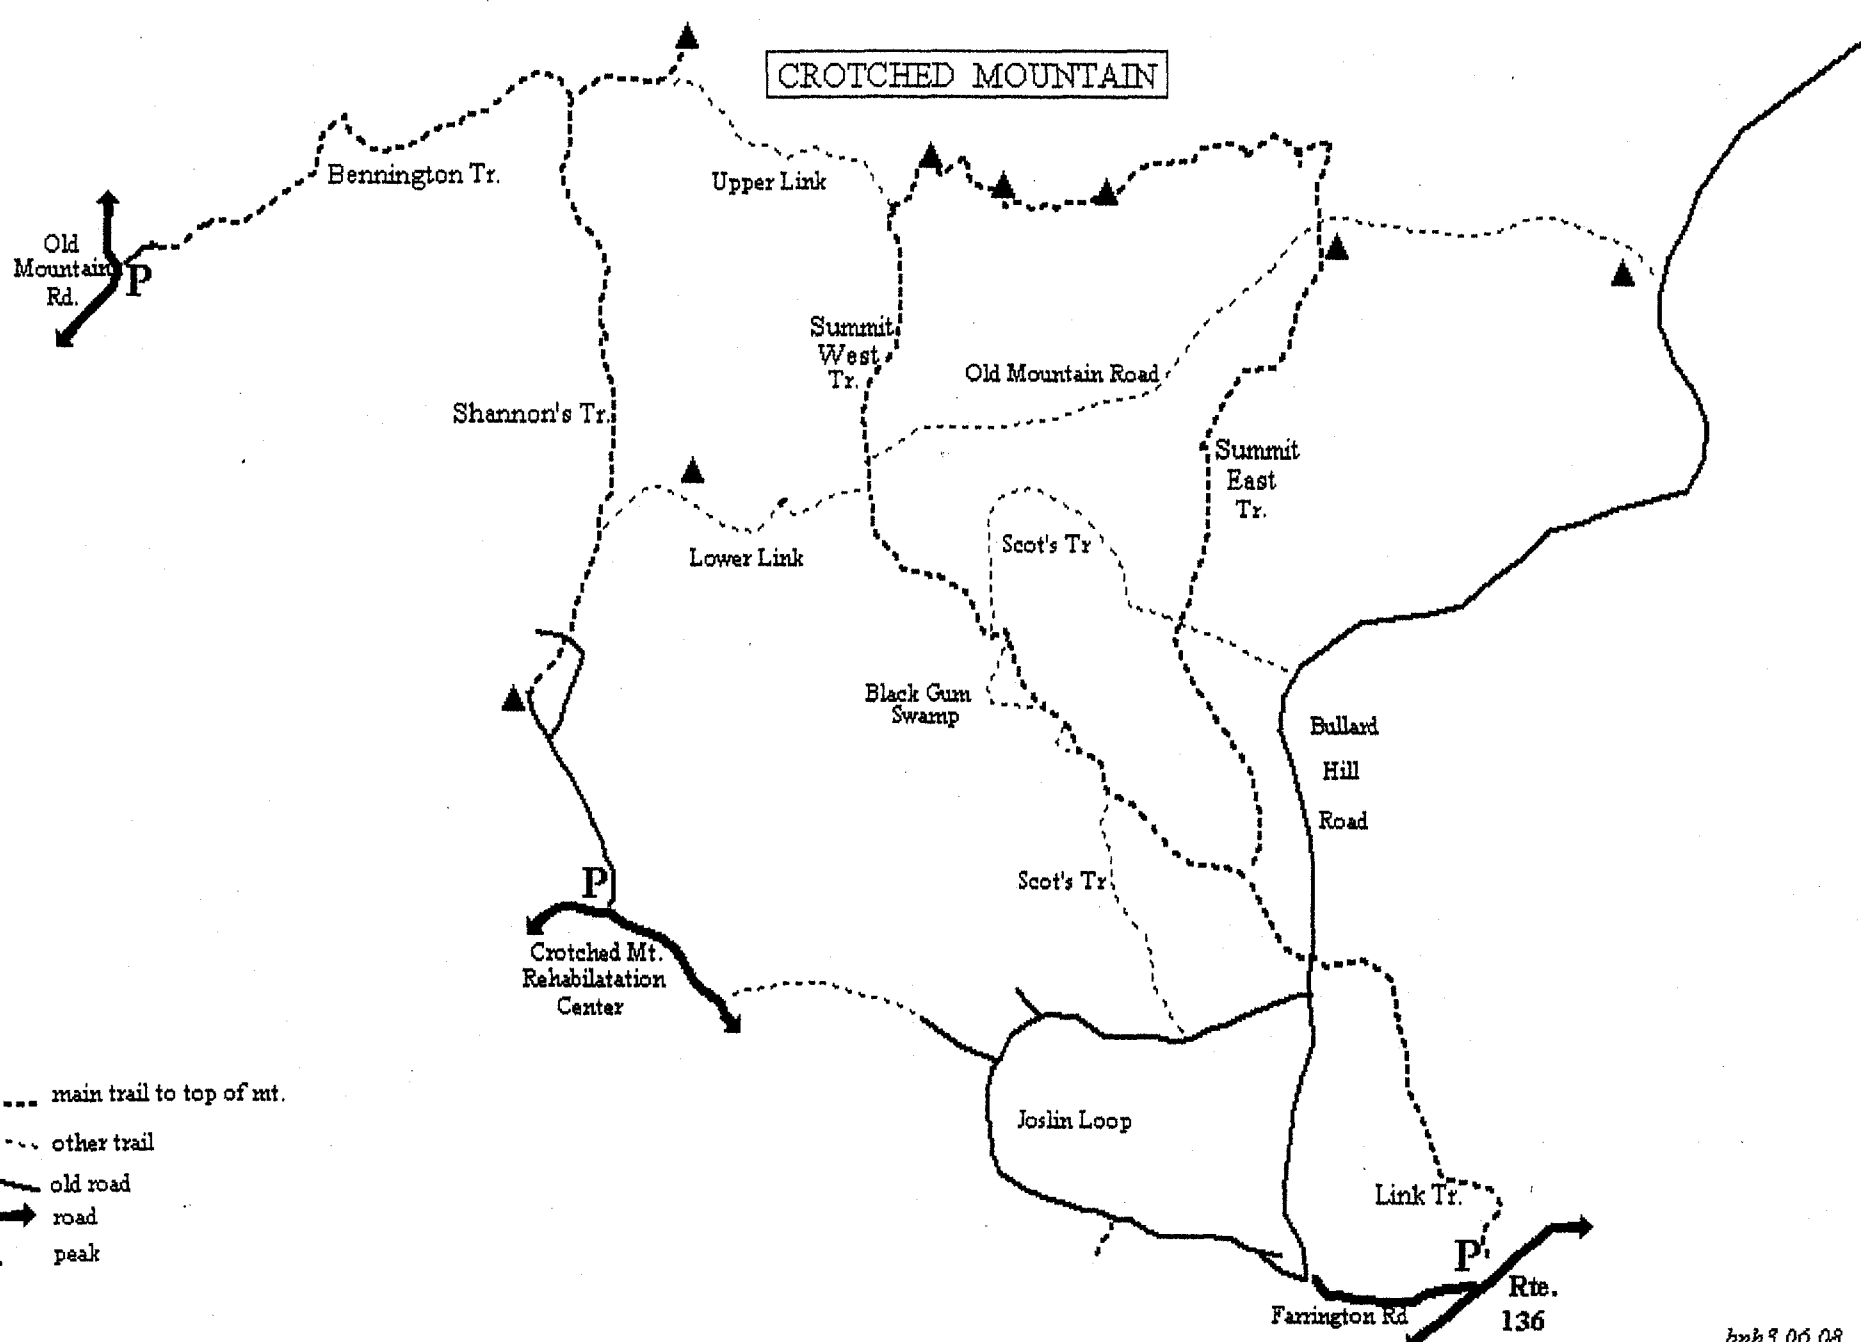 CROTCHED MOUNTAIN
Bennington Tr.
Upper Link
Old
Mountain
Rd.
P
Summit
West
Tr.
Old Mountain Road
Shannon's Tr.
Summit
East
Tr.
Scot's Tr
Lower Link
Black Gum
Swamp
Bullard
Hill
Road
P
Scot's Tr
Crotched Mt.
Rehabilatation
Center
main trail to top of mt.
Joslin Loop
other trail
old road
Link Tr.
road
peak
P
Rte.
136
Farrington Rd